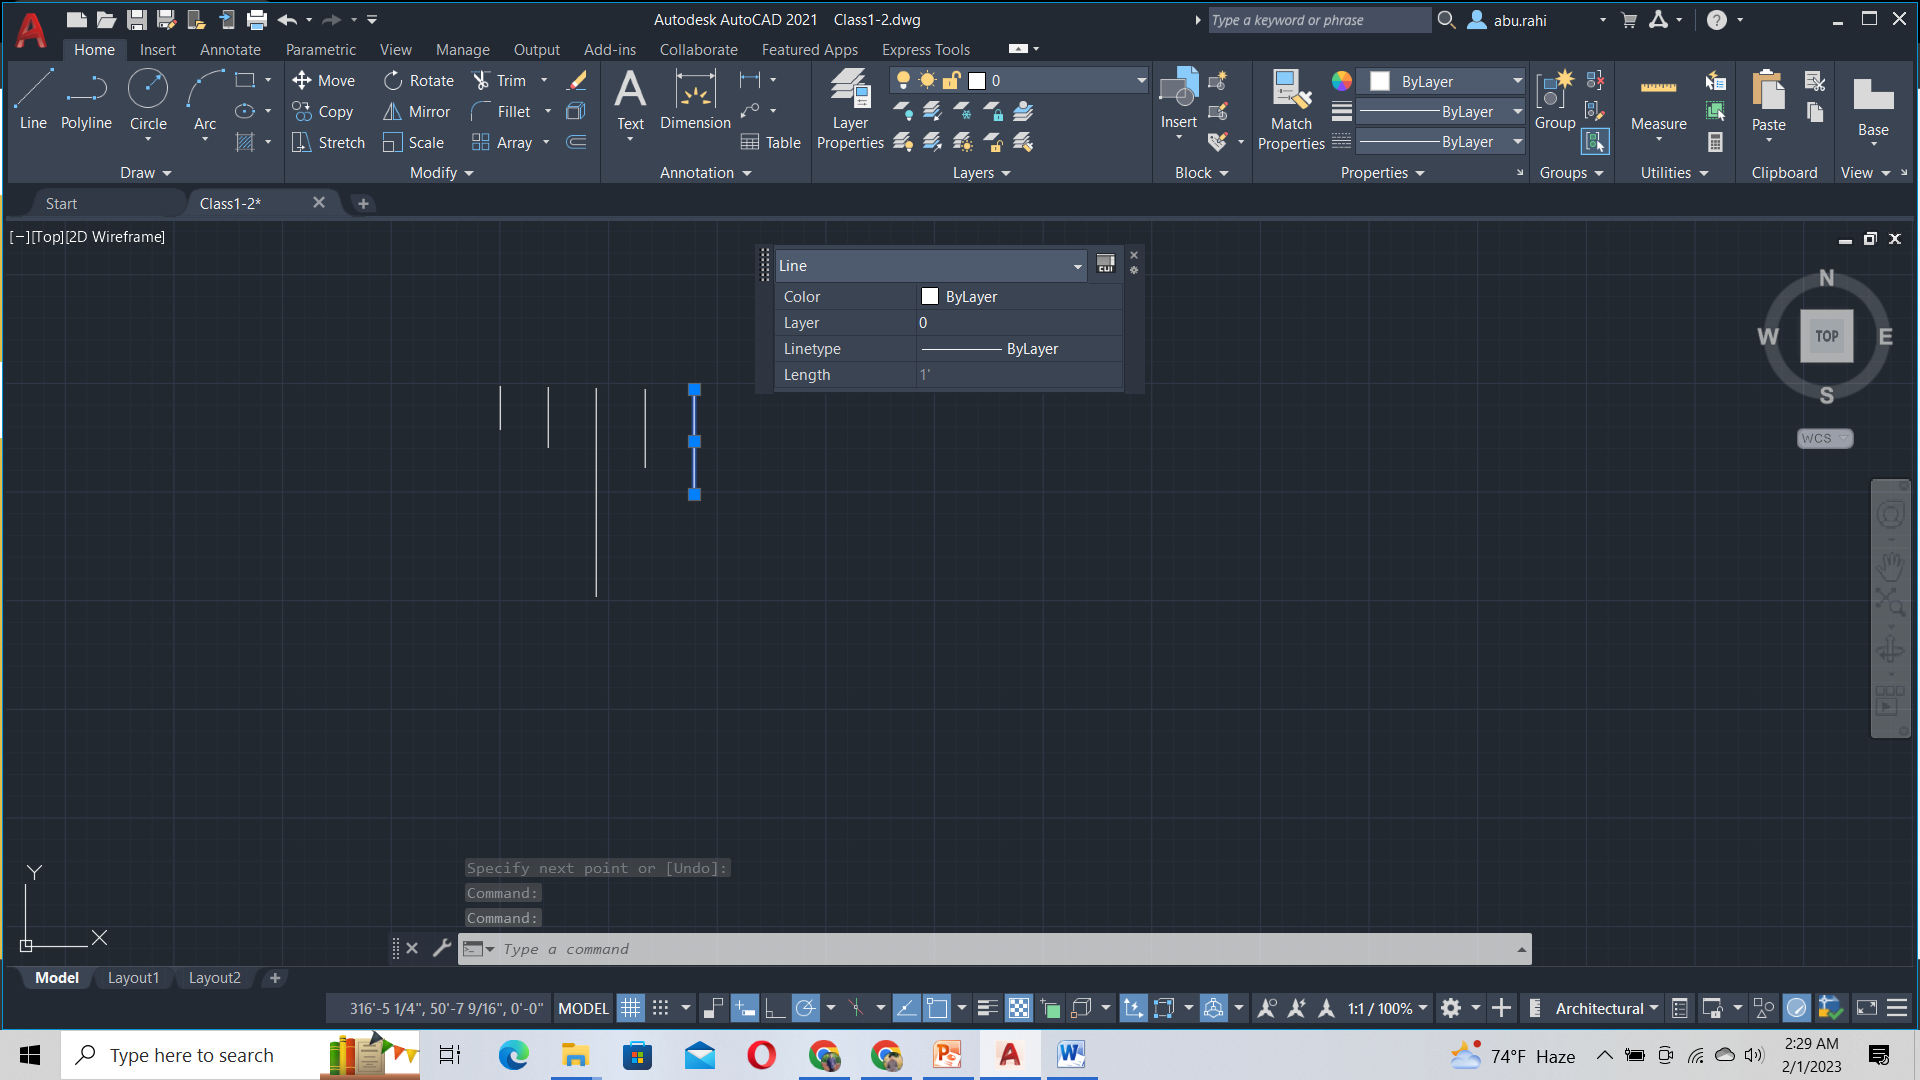 Autodesk AutoCAD 2021 Class1-2.dwg
Type a keyword or phrase
abu.rahi
Home Insert Annotate Parametric View Manage Output Add-ins Collaborate Featured Apps Express Tools
Line Polyline Circle Arc
Move Rotate Trim
Copy Mirror Fillet
Stretch Scale Array
Text Dimension Table
Layer Properties
0
Insert
Match Properties
ByLayer
ByLayer
ByLayer
Group
Measure
Paste
Base
Draw Modify Annotation Layers Block Properties Groups Utilities Clipboard View
Start Class1-2*
[−][Top][2D Wireframe]
Line
CUI
Color ByLayer
Layer 0
Linetype ByLayer
Length 1'
N
W TOP E
S
WCS
Specify next point or [Undo]:
Command:
Command:
Type a command
Y
X
Model Layout1 Layout2
316'-5 1/4", 50'-7 9/16", 0'-0" MODEL 1:1 / 100% Architectural
Type here to search
74°F Haze
2:29 AM
2/1/2023